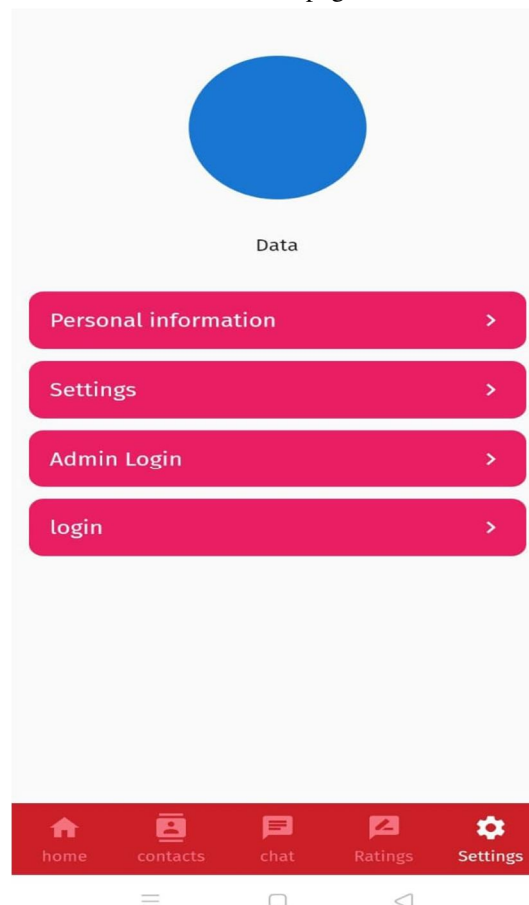 Data
Personal information
Settings
Admin Login
login
home contacts chat Ratings Settings